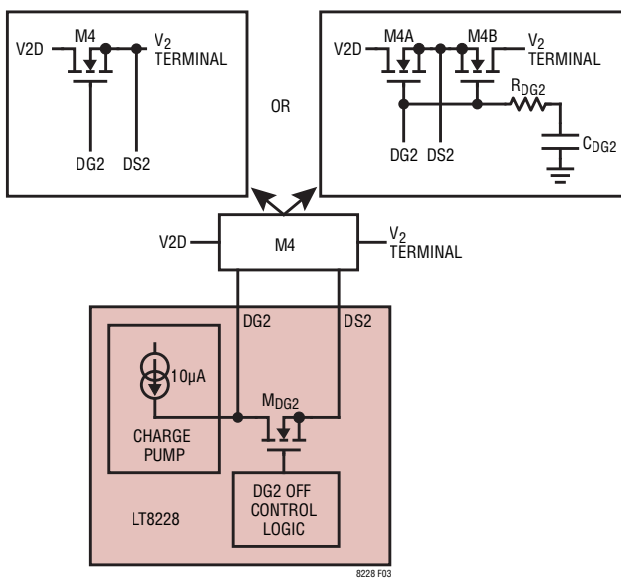 M4
V2D
V2
TERMINAL
DG2 DS2
OR
M4A M4B
V2D
V2
TERMINAL
RDG2
CDG2
DG2 DS2
V2D
M4
V2
TERMINAL
DG2
DS2
10µA
MDG2
CHARGE
PUMP
DG2 OFF
CONTROL
LOGIC
LT8228
8228 F03